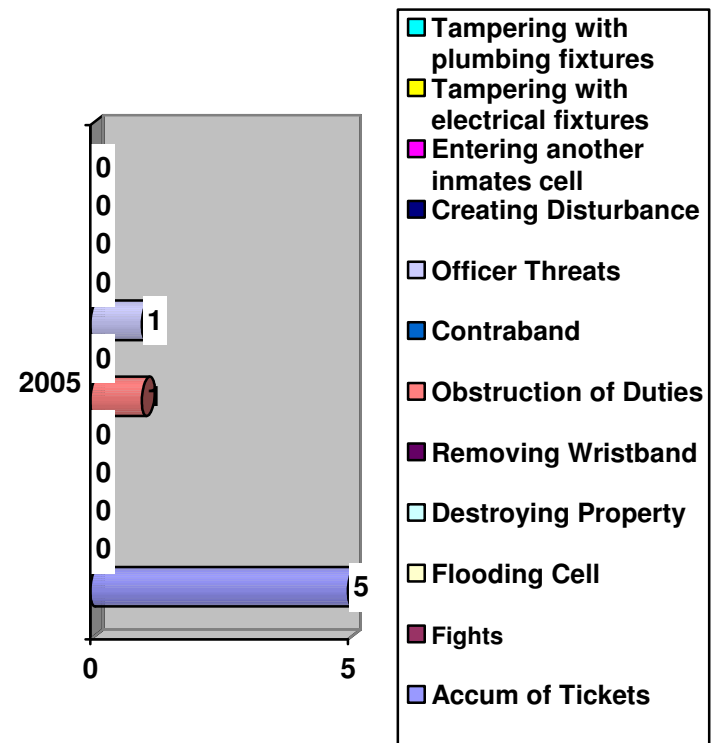 0
0
0
0
1
0
2005
1
0
0
0
0
5
0 5
Tampering with
plumbing fixtures
Tampering with
electrical fixtures
Entering another
inmates cell
Creating Disturbance
Officer Threats
Contraband
Obstruction of Duties
Removing Wristband
Destroying Property
Flooding Cell
Fights
Accum of Tickets